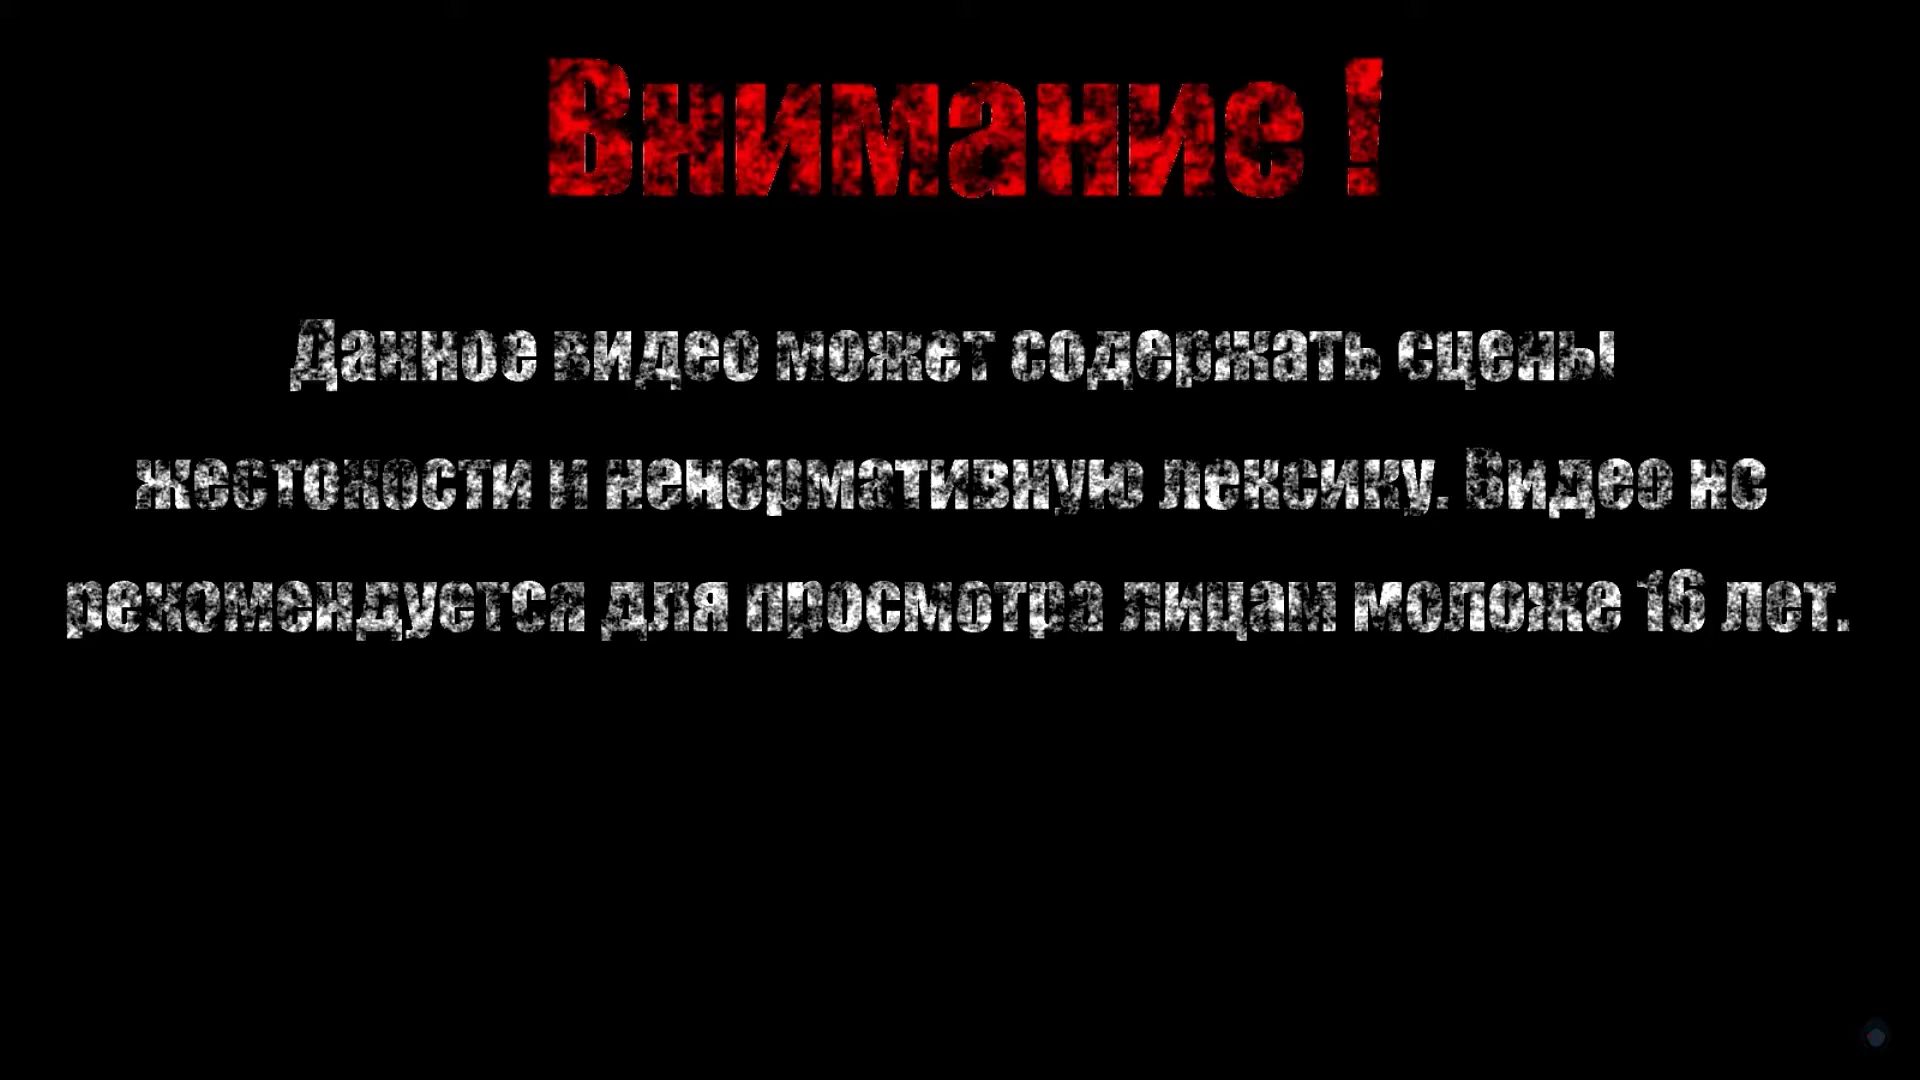 Внимание !
Данное видео может содержать сцены
жестокости и ненормативную лексику. Видео не
рекомендуется для просмотра лицам моложе 16 лет.